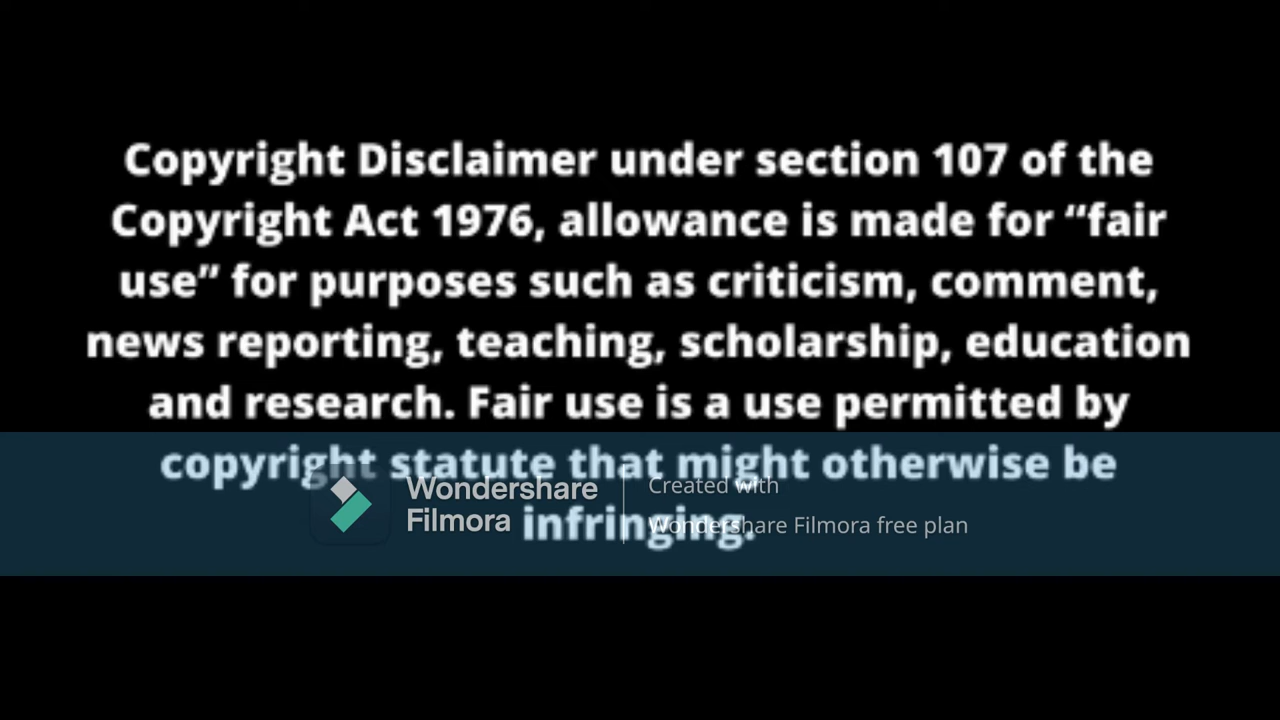 Copyright Disclaimer under section 107 of the
Copyright Act 1976, allowance is made for “fair
use” for purposes such as criticism, comment,
news reporting, teaching, scholarship, education
and research. Fair use is a use permitted by
copyright statute that might otherwise be
infringing.
Wondershare
Filmora
Created with
Wondershare Filmora free plan